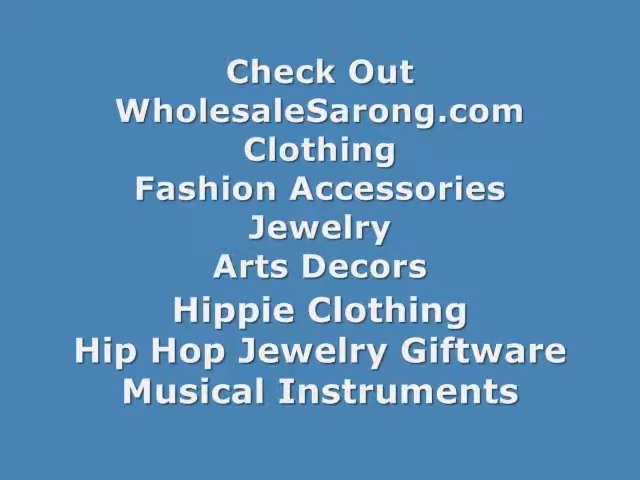 Check Out
WholesaleSarong.com
Clothing
Fashion Accessories
Jewelry
Arts Decors
Hippie Clothing
Hip Hop Jewelry Giftware
Musical Instruments